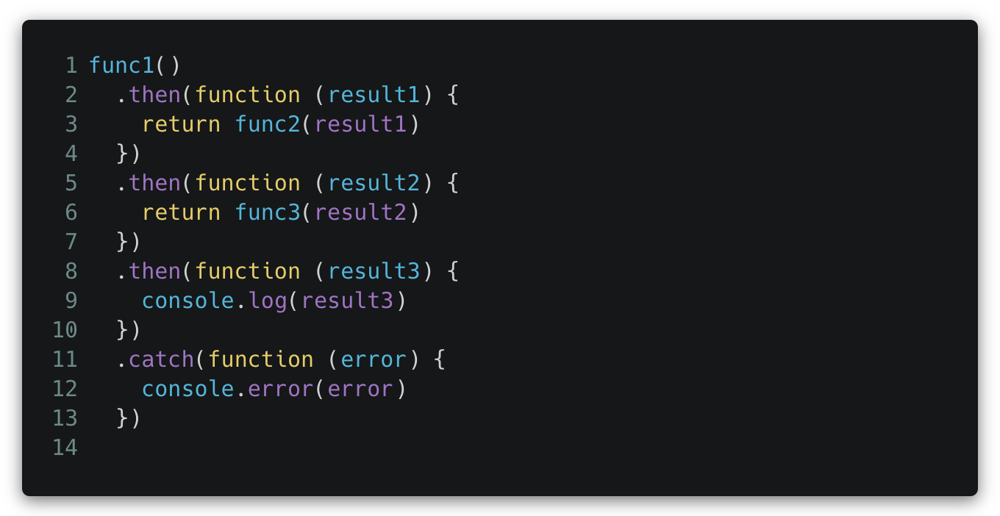 1 func1()
2   .then(function (result1) {
3     return func2(result1)
4   })
5   .then(function (result2) {
6     return func3(result2)
7   })
8   .then(function (result3) {
9     console.log(result3)
10   })
11   .catch(function (error) {
12     console.error(error)
13   })
14